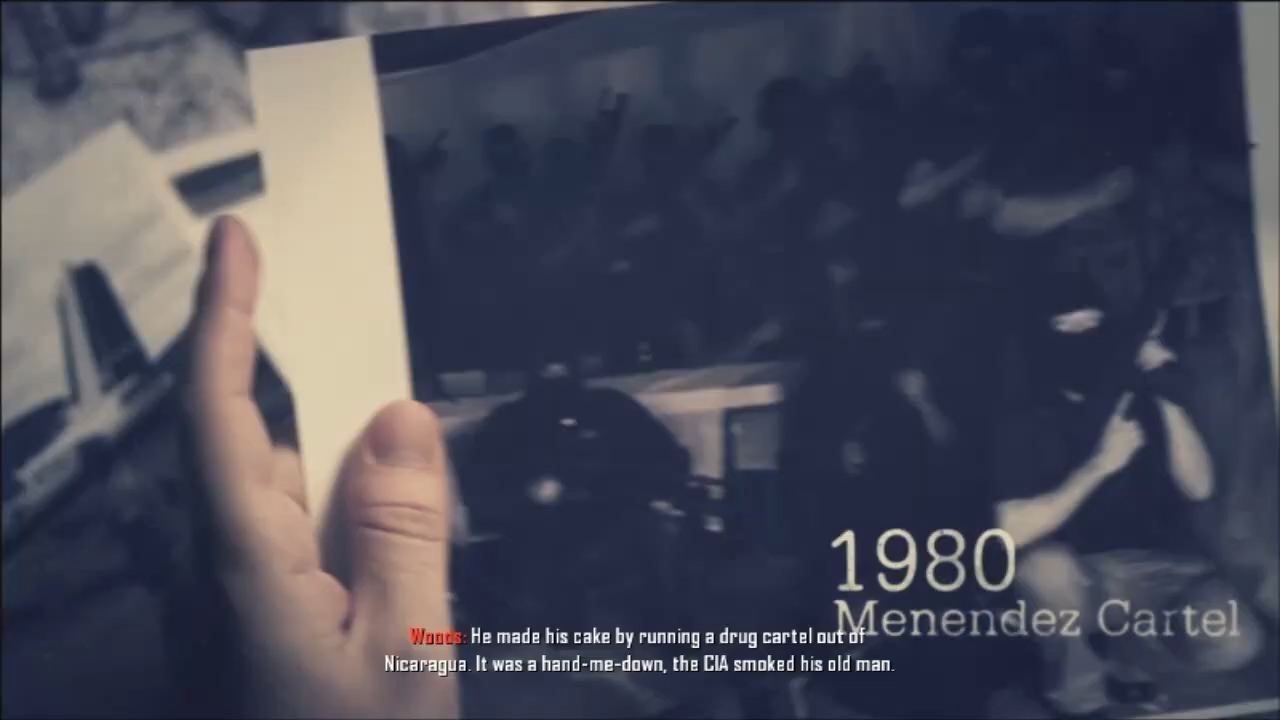 1980
Menendez Cartel
Woods: He made his cake by running a drug cartel out of
Nicaragua. It was a hand-me-down, the CIA smoked his old man.